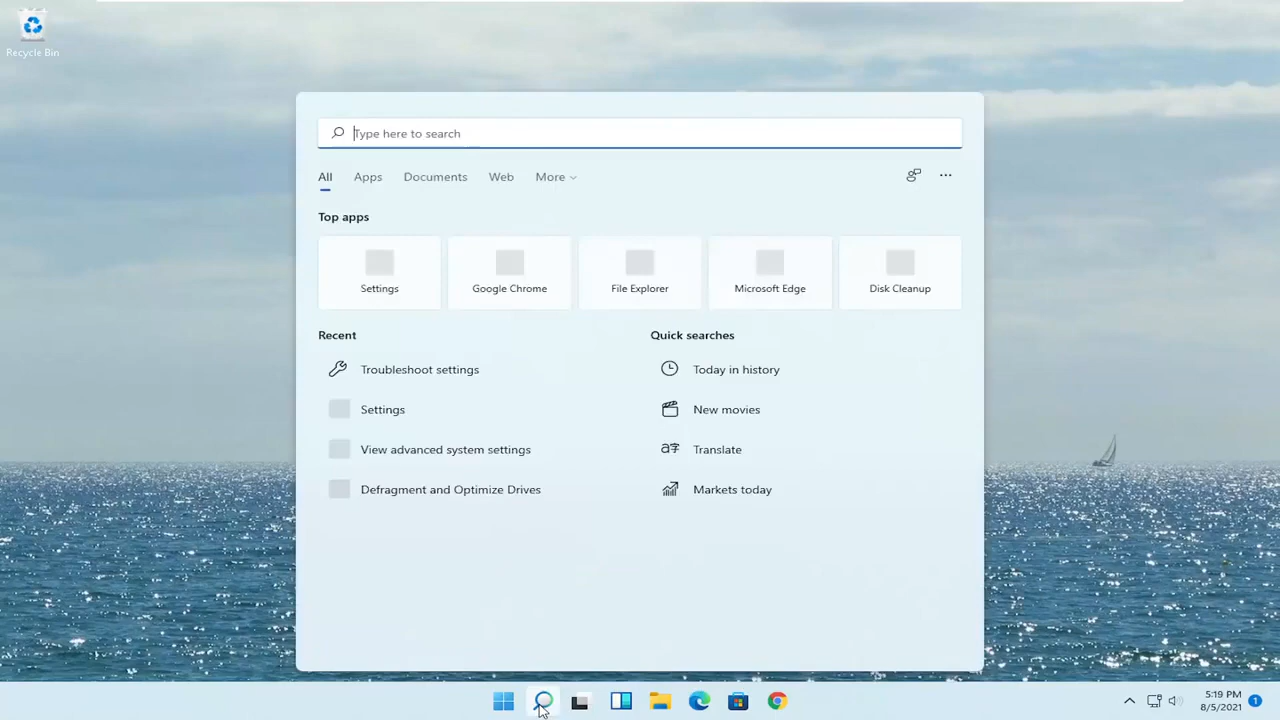 Recycle Bin
Type here to search
All Apps Documents Web More
Top apps
Settings Google Chrome File Explorer Microsoft Edge Disk Cleanup
Recent Quick searches
Troubleshoot settings Today in history
Settings New movies
View advanced system settings Translate
Defragment and Optimize Drives Markets today
5:19 PM
8/5/2021 1